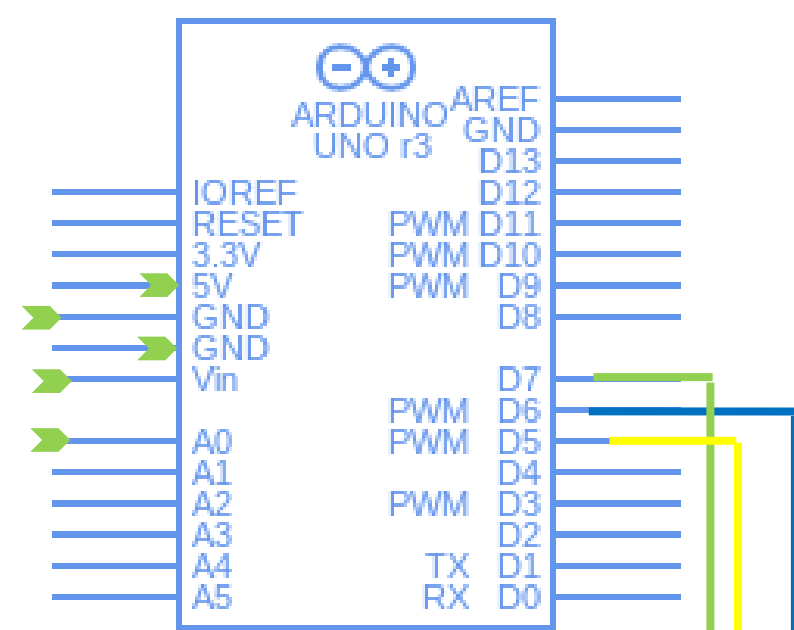 ARDUINO
UNO r3
AREF
GND
D13
IOREF D12
RESET PWM D11
3.3V PWM D10
5V PWM D9
GND D8
GND
Vin D7
PWM D6
A0 PWM D5
A1 D4
A2 PWM D3
A3 D2
A4 TX D1
A5 RX D0